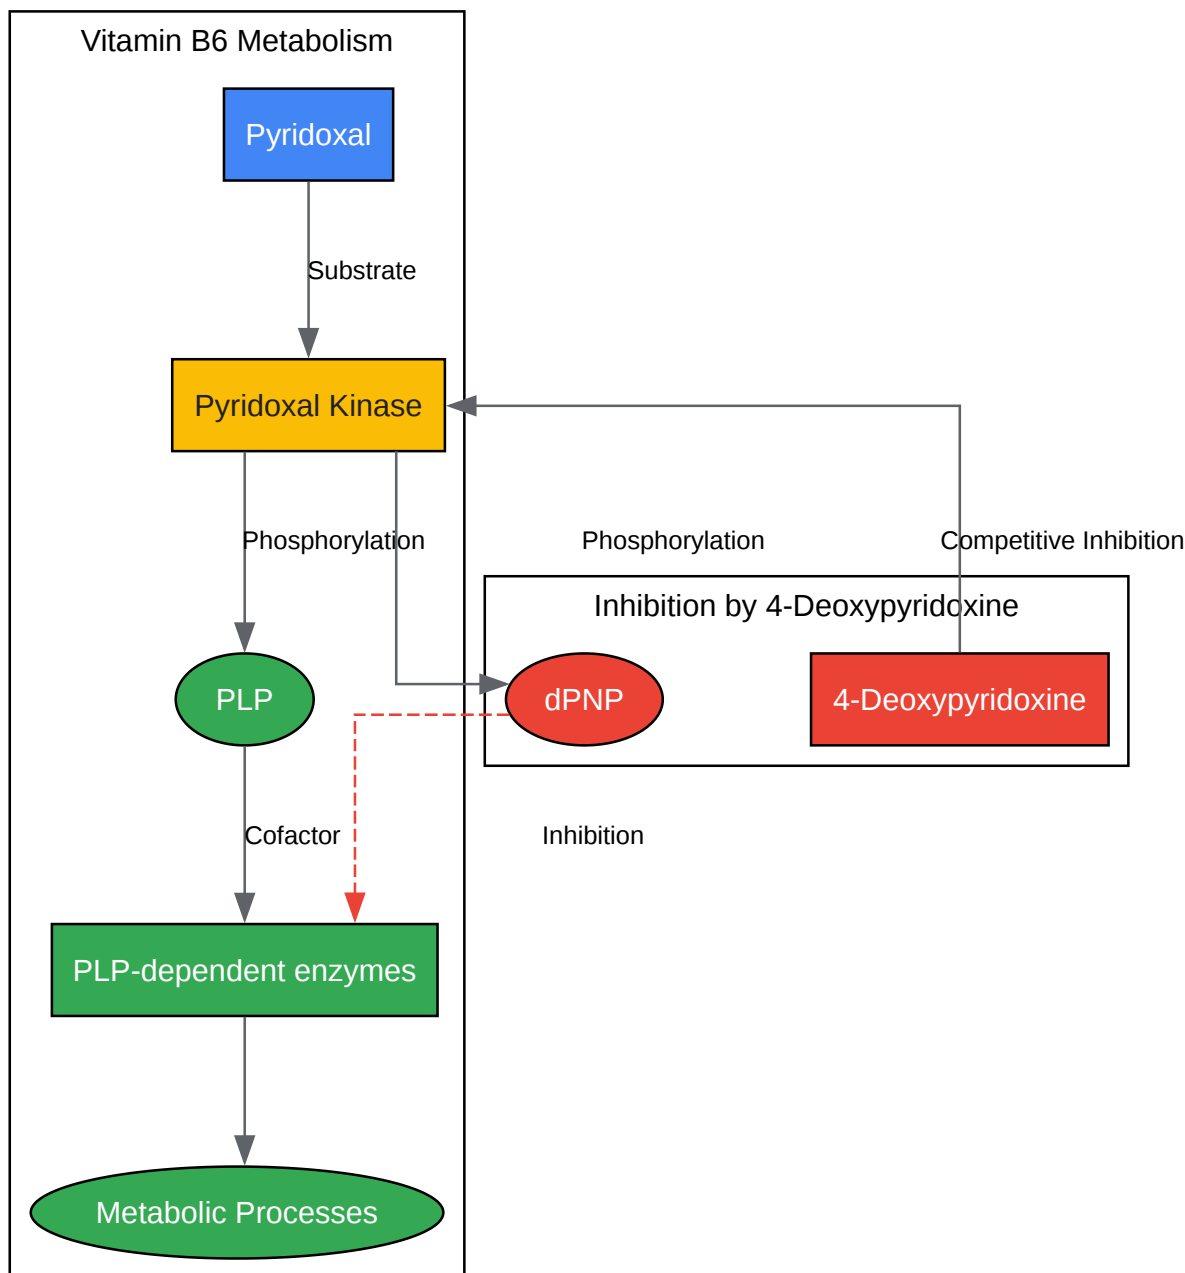 Vitamin B6 Metabolism
Pyridoxal
Substrate
Pyridoxal Kinase
Phosphorylation
Phosphorylation
Competitive Inhibition
Inhibition by 4-Deoxypyridoxine
PLP
dPNP
4-Deoxypyridoxine
Cofactor
Inhibition
PLP-dependent enzymes
Metabolic Processes